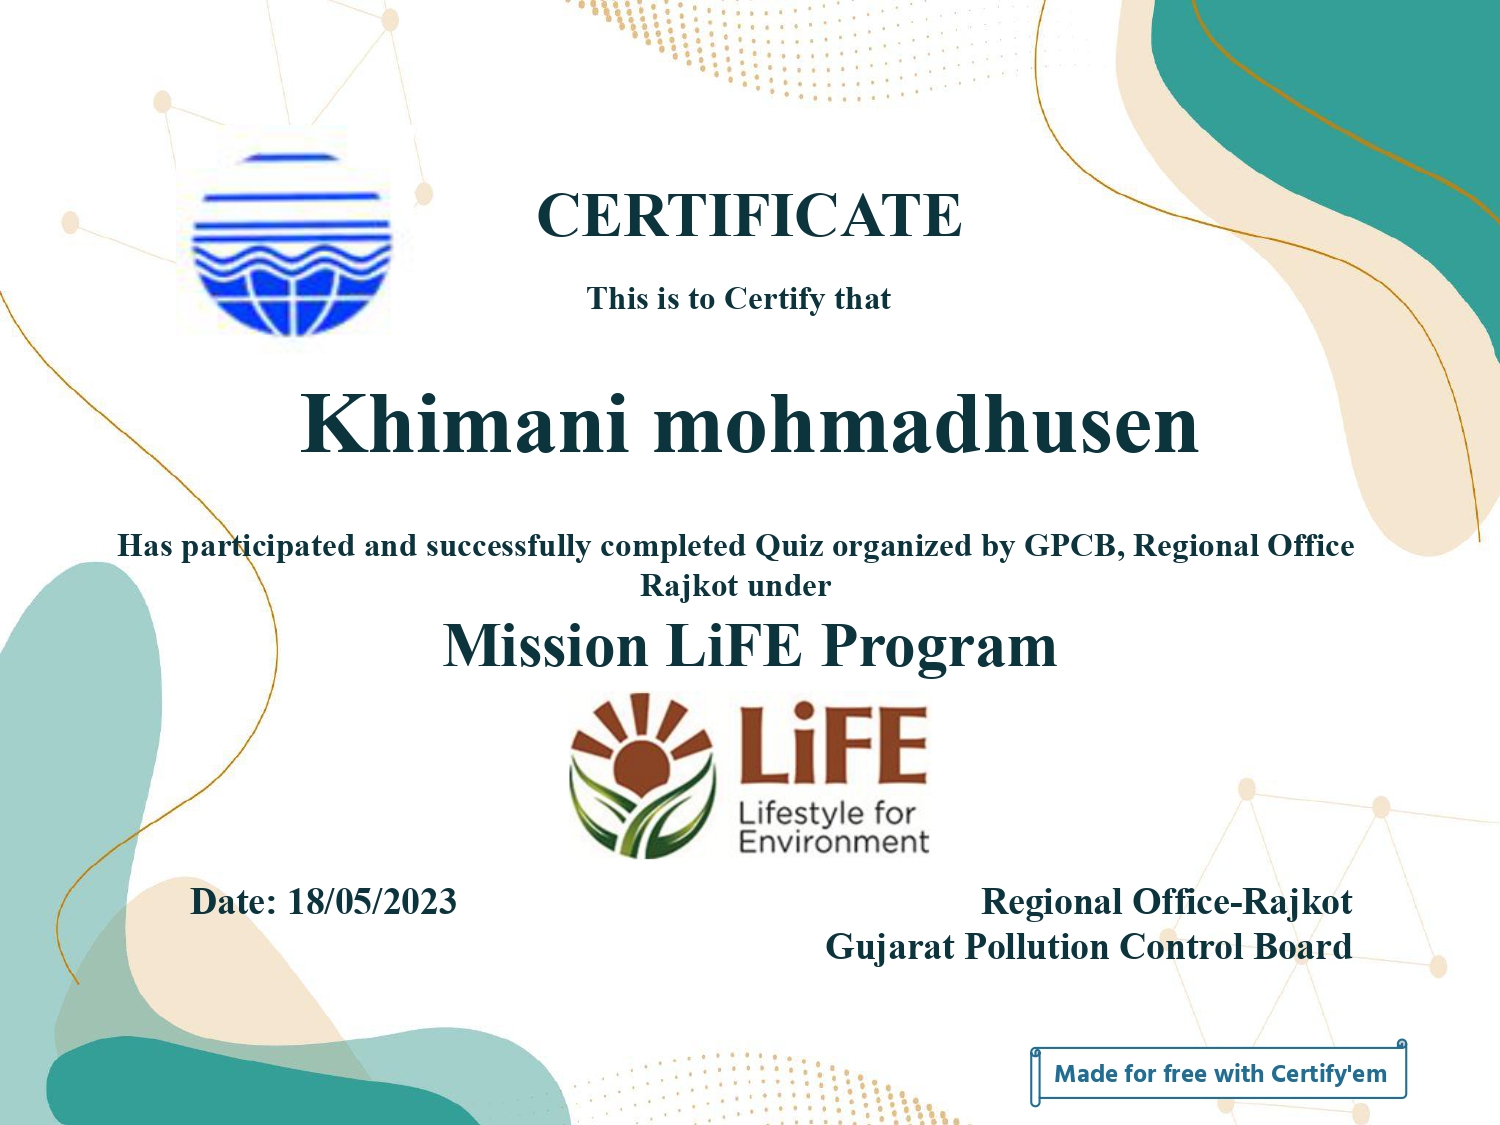 CERTIFICATE
This is to Certify that
Khimani mohmadhusen
Has participated and successfully completed Quiz organized by GPCB, Regional Office
Rajkot under
Mission LiFE Program
LiFE
Lifestyle for
Environment
Date: 18/05/2023
Regional Office-Rajkot
Gujarat Pollution Control Board
Made for free with Certify'em